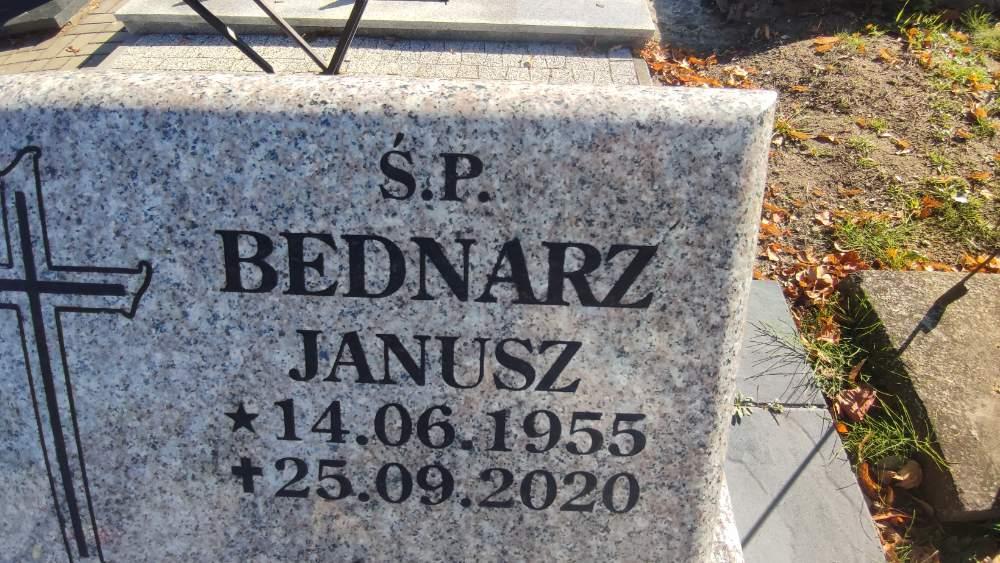 Ś.P.
BEDNARZ
JANUSZ
★14.06.1955
✝25.09.2020